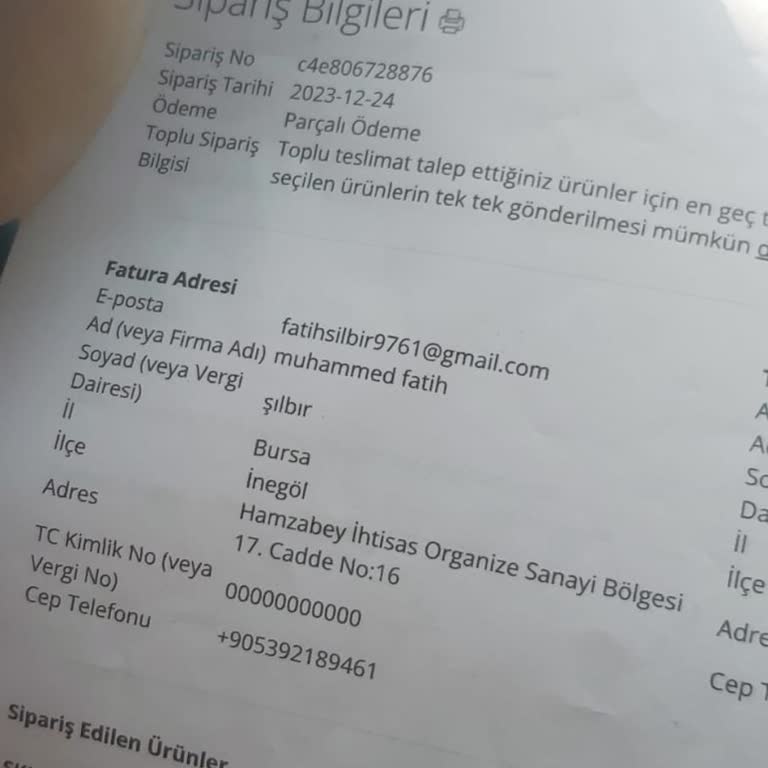 Sipariş Bilgileri
Sipariş No c4e806728876
Sipariş Tarihi 2023-12-24
Ödeme Parçalı Ödeme
Toplu Sipariş Bilgisi Toplu teslimat talep ettiğiniz ürünler için en geç
seçilen ürünlerin tek tek gönderilmesi mümkün
Fatura Adresi
E-posta fatihsilbir9761@gmail.com
Ad (veya Firma Adı) muhammed fatih
Soyad (veya Vergi Dairesi) şılbır
İl Bursa
İlçe İnegöl
Adres Hamzabey İhtisas Organize Sanayi Bölgesi
17. Cadde No:16
TC Kimlik No (veya Vergi No) 00000000000
Cep Telefonu +905392189461
İl
İlçe
Cep
Sipariş Edilen Ürünler